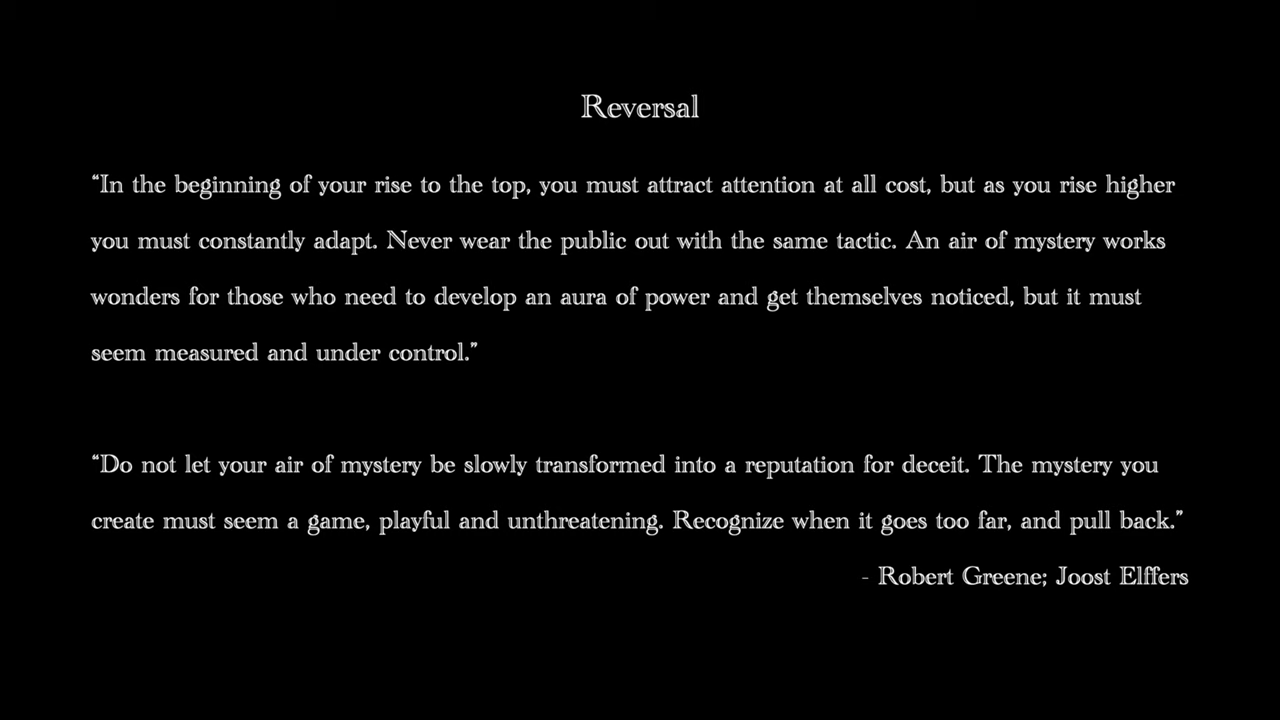 Reversal
“In the beginning of your rise to the top, you must attract attention at all cost, but as you rise higher
you must constantly adapt. Never wear the public out with the same tactic. An air of mystery works
wonders for those who need to develop an aura of power and get themselves noticed, but it must
seem measured and under control.”
“Do not let your air of mystery be slowly transformed into a reputation for deceit. The mystery you
create must seem a game, playful and unthreatening. Recognize when it goes too far, and pull back.”
- Robert Greene; Joost Elffers